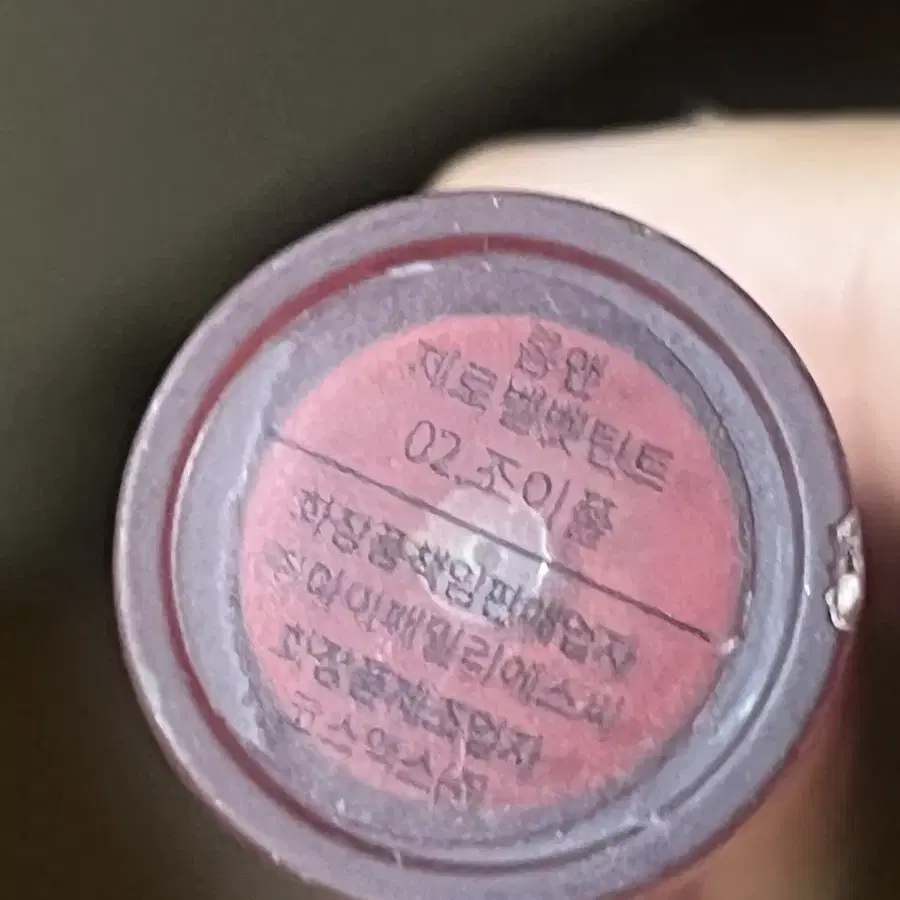 롬앤
제로벨벳틴트
02.조이풀
화장품책임판매업자
㈜아이패밀리에스씨
화장품제조업자
코스맥스㈜